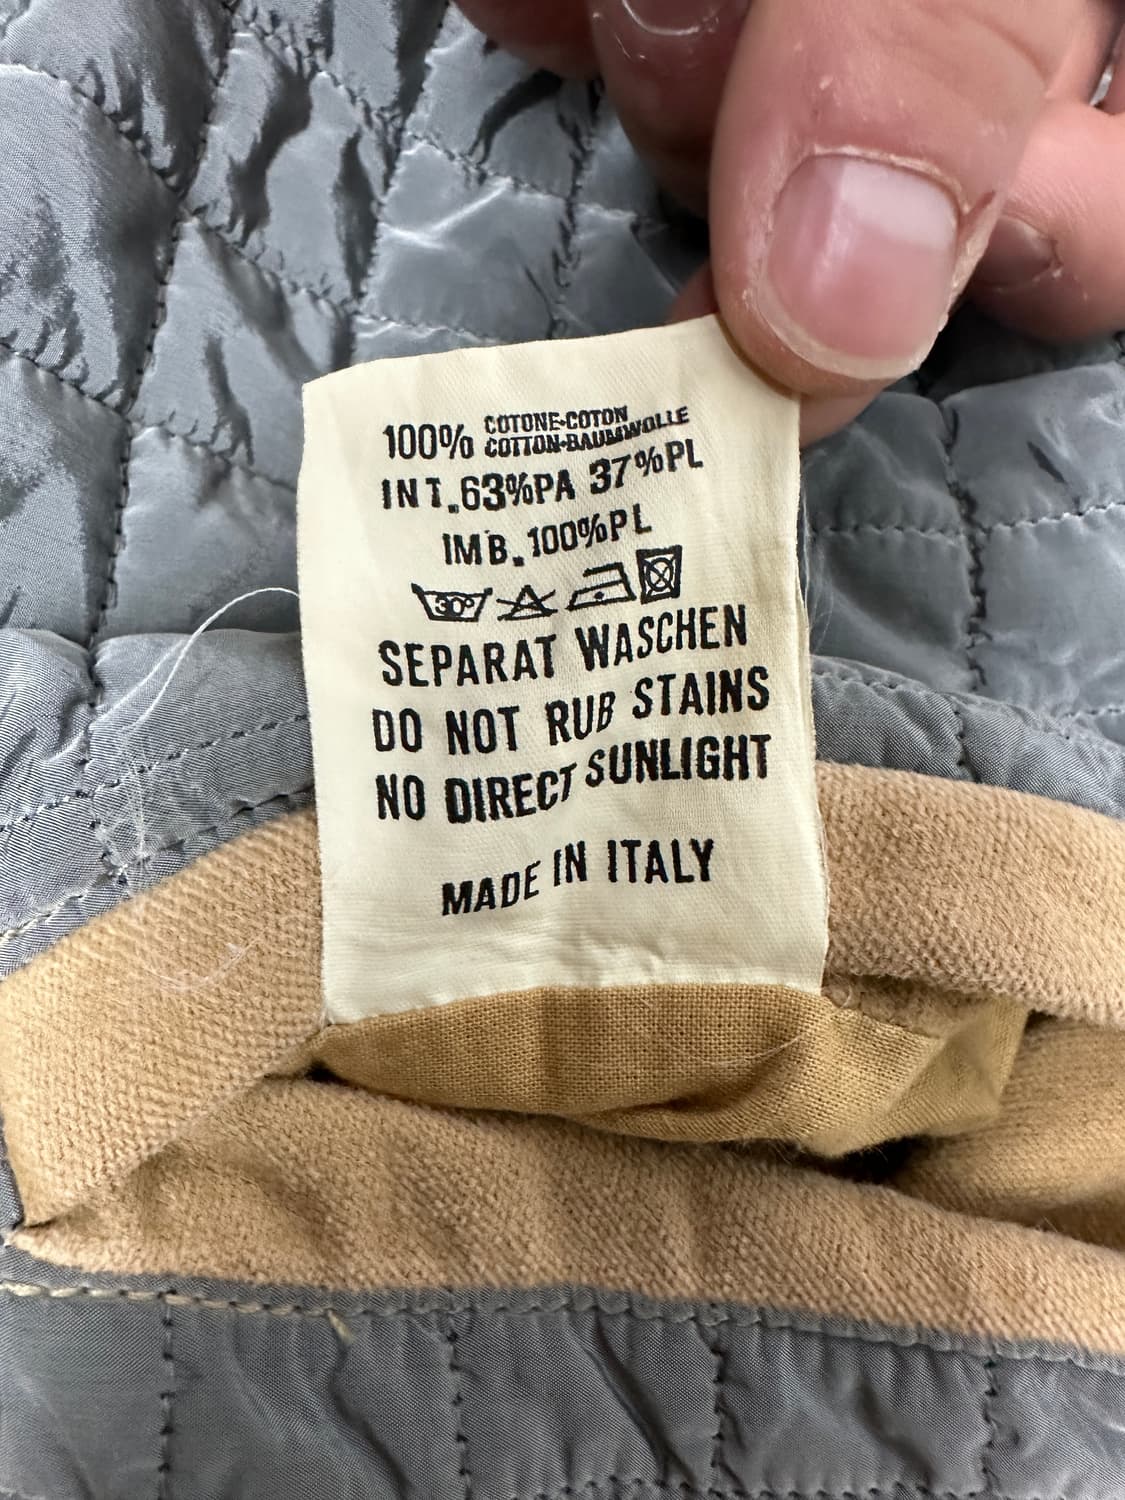 100% COTONE-COTON
COTTON-BAUMWOLLE
INT.63%PA 37%PL
IMB.100%PL
30°
SEPARAT WASCHEN
DO NOT RUB STAINS
NO DIRECT SUNLIGHT
MADE IN ITALY